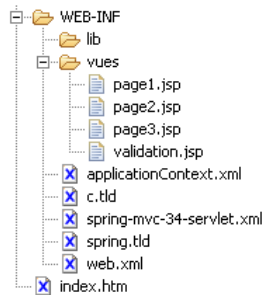 WEB-INF
lib
vues
page1.jsp
page2.jsp
page3.jsp
validation.jsp
applicationContext.xml
c.tld
spring-mvc-34-servlet.xml
spring.tld
web.xml
index.htm